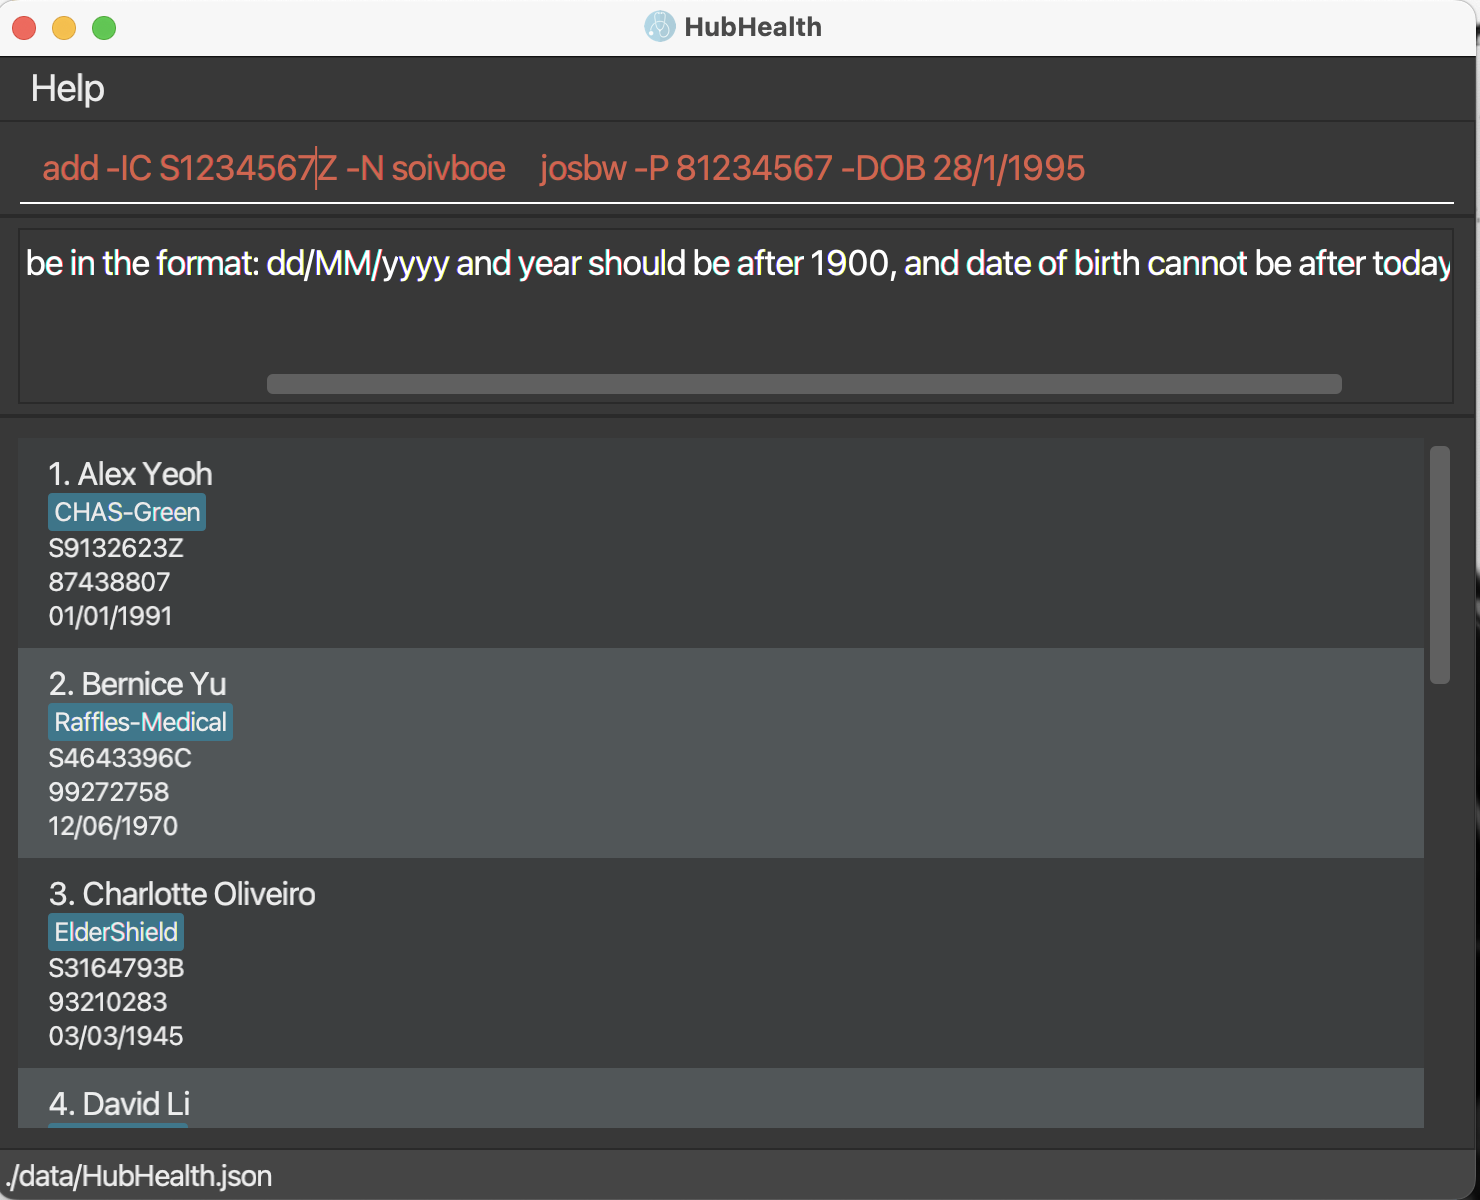 HubHealth
Help
add -IC S1234567Z -N soivboe    josbw -P 81234567 -DOB 28/1/1995
be in the format: dd/MM/yyyy and year should be after 1900, and date of birth cannot be after today
1. Alex Yeoh
CHAS-Green
S9132623Z
87438807
01/01/1991
2. Bernice Yu
Raffles-Medical
S4643396C
99272758
12/06/1970
3. Charlotte Oliveiro
ElderShield
S3164793B
93210283
03/03/1945
4. David Li
./data/HubHealth.json